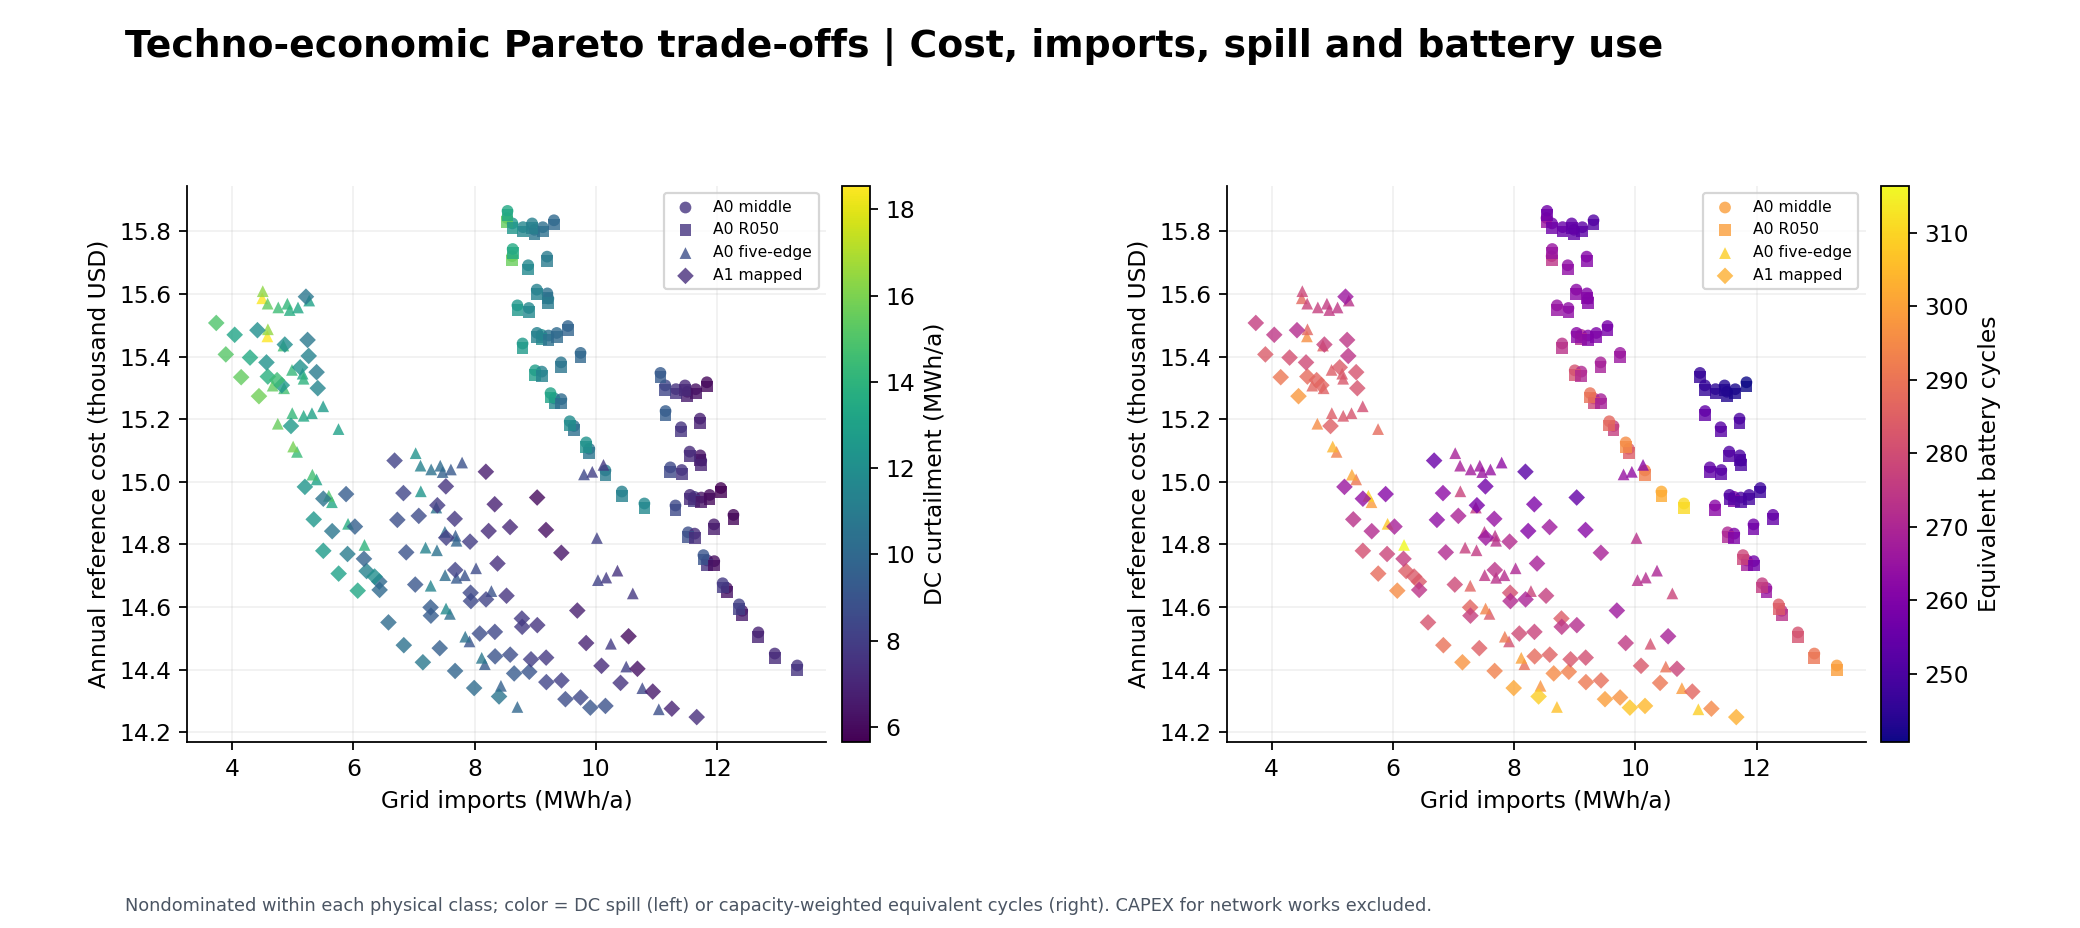 Techno-economic Pareto trade-offs | Cost, imports, spill and battery use
Annual reference cost (thousand USD)
15.8
15.6
15.4
15.2
15.0
14.8
14.6
14.4
14.2
4
6
8
10
12
Grid imports (MWh/a)
A0 middle
A0 R050
A0 five-edge
A1 mapped
18
16
14
12
10
8
6
DC curtailment (MWh/a)
Annual reference cost (thousand USD)
15.8
15.6
15.4
15.2
15.0
14.8
14.6
14.4
14.2
4
6
8
10
12
Grid imports (MWh/a)
A0 middle
A0 R050
A0 five-edge
A1 mapped
310
300
290
280
270
260
250
Equivalent battery cycles
Nondominated within each physical class; color = DC spill (left) or capacity-weighted equivalent cycles (right). CAPEX for network works excluded.